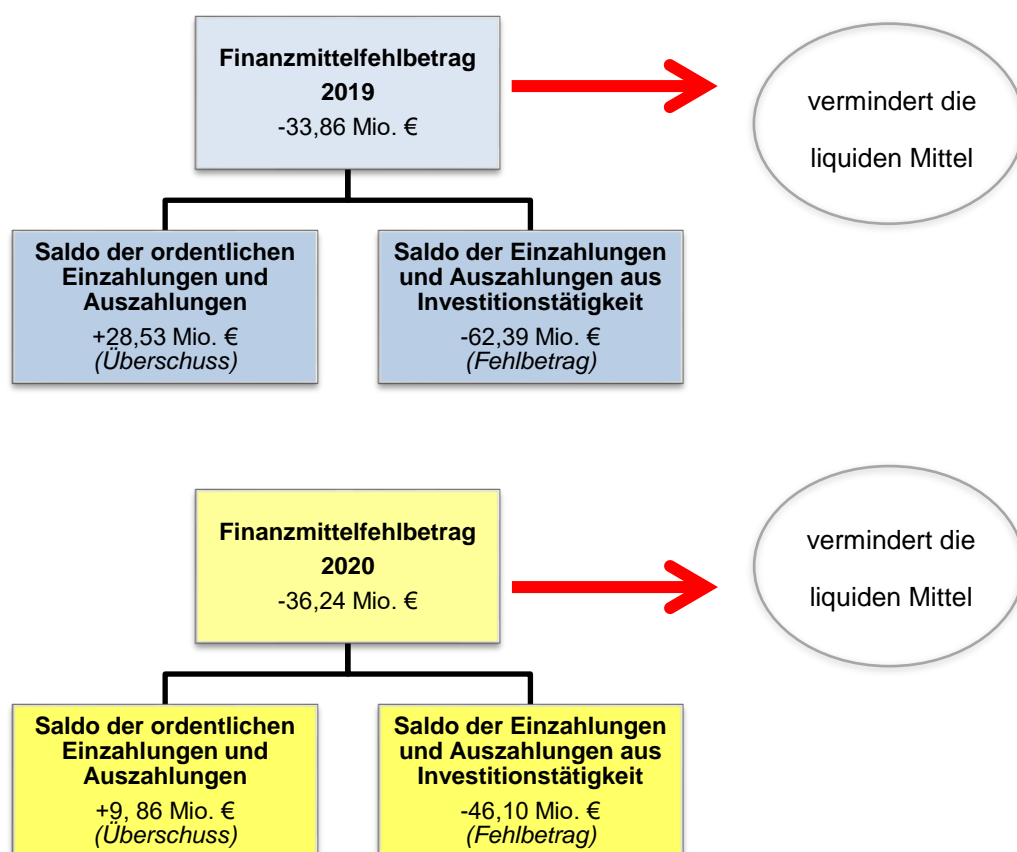 Finanzmittelfehlbetrag
2019
-33,86 Mio. €
vermindert die
liquiden Mittel
Saldo der ordentlichen
Einzahlungen und
Auszahlungen
+28,53 Mio. €
(Überschuss)
Saldo der Einzahlungen
und Auszahlungen aus
Investitionstätigkeit
-62,39 Mio. €
(Fehlbetrag)
Finanzmittelfehlbetrag
2020
-36,24 Mio. €
vermindert die
liquiden Mittel
Saldo der ordentlichen
Einzahlungen und
Auszahlungen
+9, 86 Mio. €
(Überschuss)
Saldo der Einzahlungen
und Auszahlungen aus
Investitionstätigkeit
-46,10 Mio. €
(Fehlbetrag)